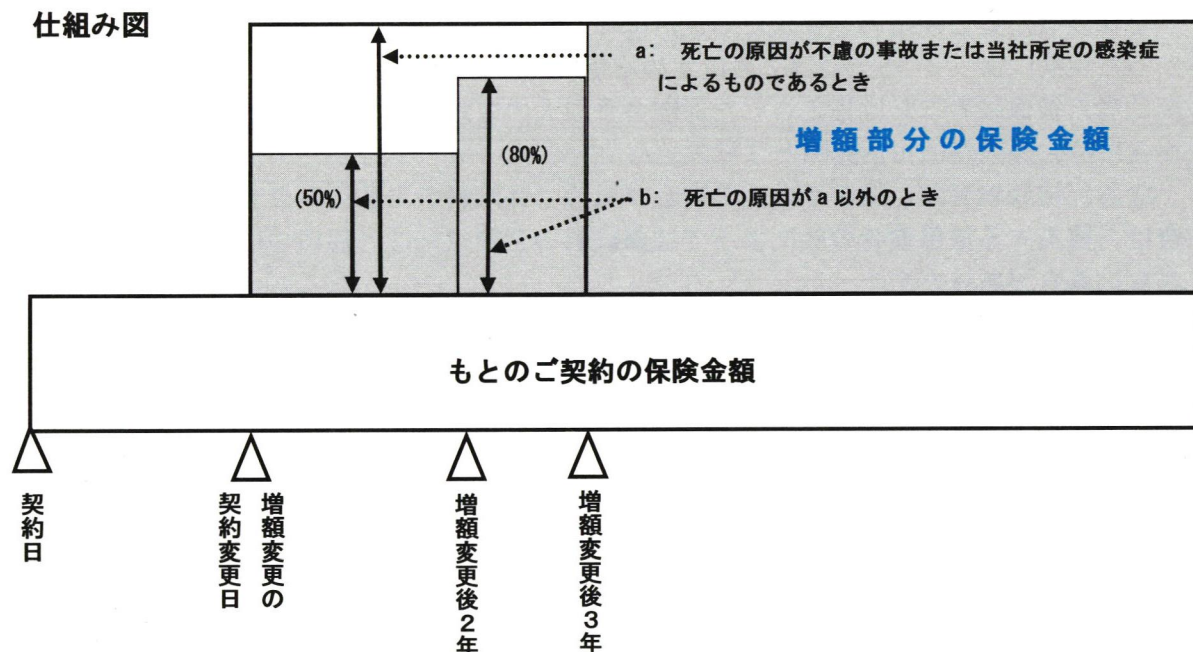 仕組み図
a: 死亡の原因が不慮の事故または当社所定の感染症
によるものであるとき
増額部分の保険金額
(80%)
(50%)
b: 死亡の原因がa以外のとき
もとのご契約の保険金額
契約日
増額変更の
契約変更日
増額変更後2年
増額変更後3年